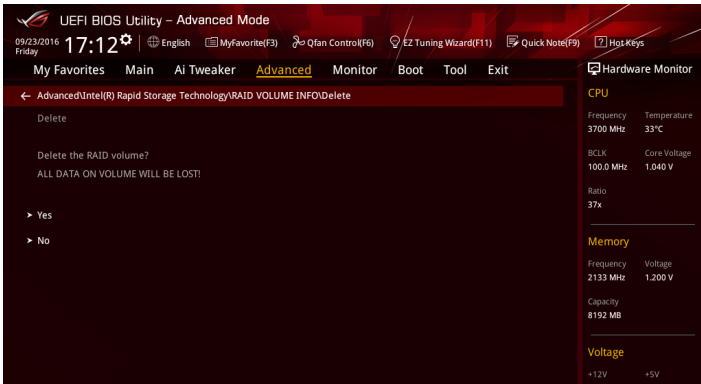 UEFI BIOS Utility – Advanced Mode
09/23/2016 Friday 17:12 English MyFavorite(F3) Qfan Control(F6) EZ Tuning Wizard(F11) Quick Note(F9) Hot Keys
My Favorites Main Ai Tweaker Advanced Monitor Boot Tool Exit
Hardware Monitor
← Advanced\Intel(R) Rapid Storage Technology\RAID VOLUME INFO\Delete
Delete
Delete the RAID volume?
ALL DATA ON VOLUME WILL BE LOST!
➤ Yes
➤ No
CPU
Frequency Temperature
3700 MHz 33°C
BCLK Core Voltage
100.0 MHz 1.040 V
Ratio
37x
Memory
Frequency Voltage
2133 MHz 1.200 V
Capacity
8192 MB
Voltage
+12V +5V